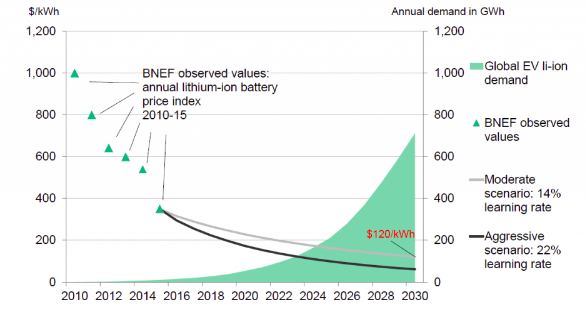 $/kWh
Annual demand in GWh
1,200
1,000
800
600
400
200
0
BNEF observed values:
annual lithium-ion battery
price index
2010-15
$120/kWh
1,200
1,000
800
600
400
200
0
2010 2012 2014 2016 2018 2020 2022 2024 2026 2028 2030
Global EV li-ion
demand
BNEF observed
values
Moderate
scenario: 14%
learning rate
Aggressive
scenario: 22%
learning rate